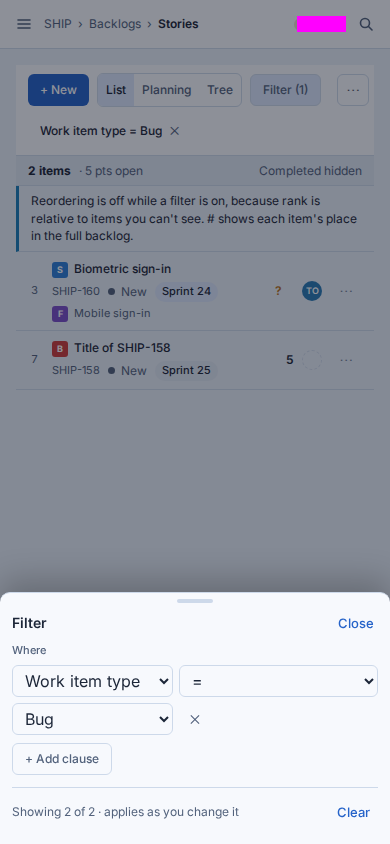 SHIP › Backlogs › Stories
+ New List Planning Tree Filter (1) ...
Work item type = Bug ×
2 items · 5 pts open Completed hidden
Reordering is off while a filter is on, because rank is
relative to items you can't see. # shows each item's place
in the full backlog.
S Biometric sign-in
3 SHIP-160 New Sprint 24 ? TO ...
F Mobile sign-in
B Title of SHIP-158
7 SHIP-158 New Sprint 25 5 ...
Filter Close
Where
Work item type =
Bug ×
+ Add clause
Showing 2 of 2 · applies as you change it Clear